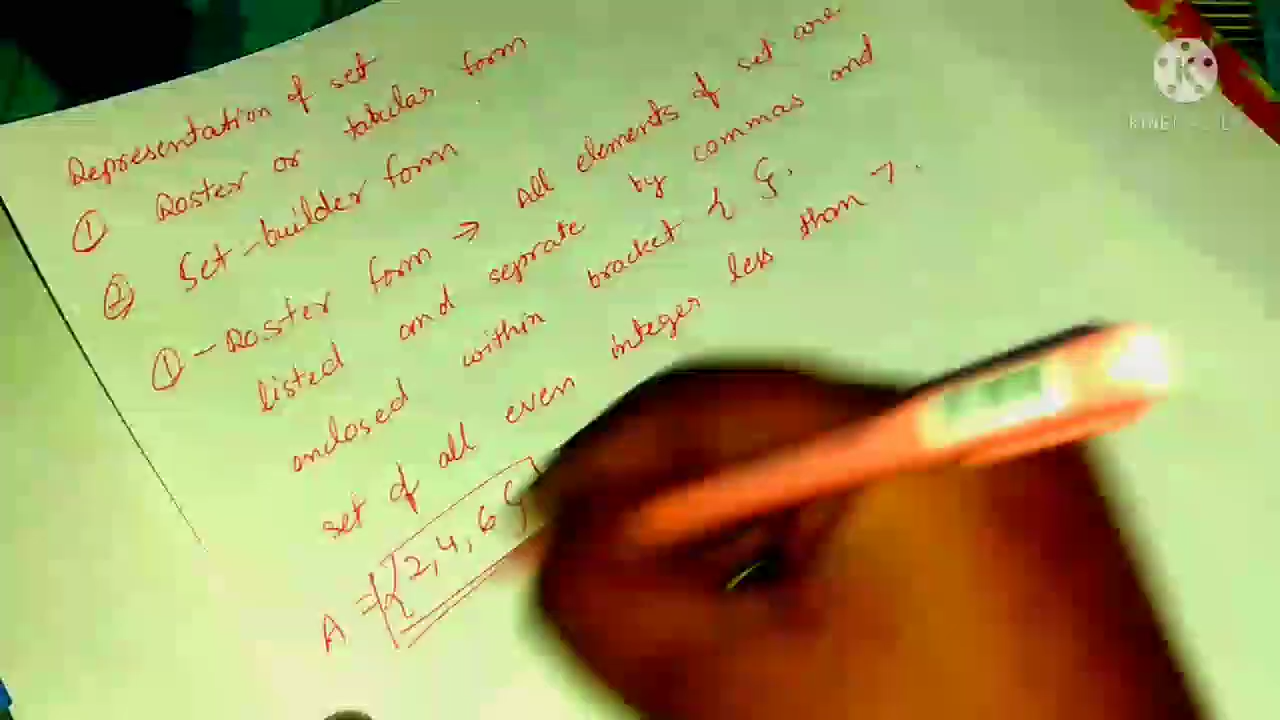 Representation of set
① Roster or tabular form
② Set-builder form
① - Roster form → All elements of set are
listed and seprate by commas and
enclosed within bracket { }.
set of all even integer less than 7.
A = {2, 4, 6}